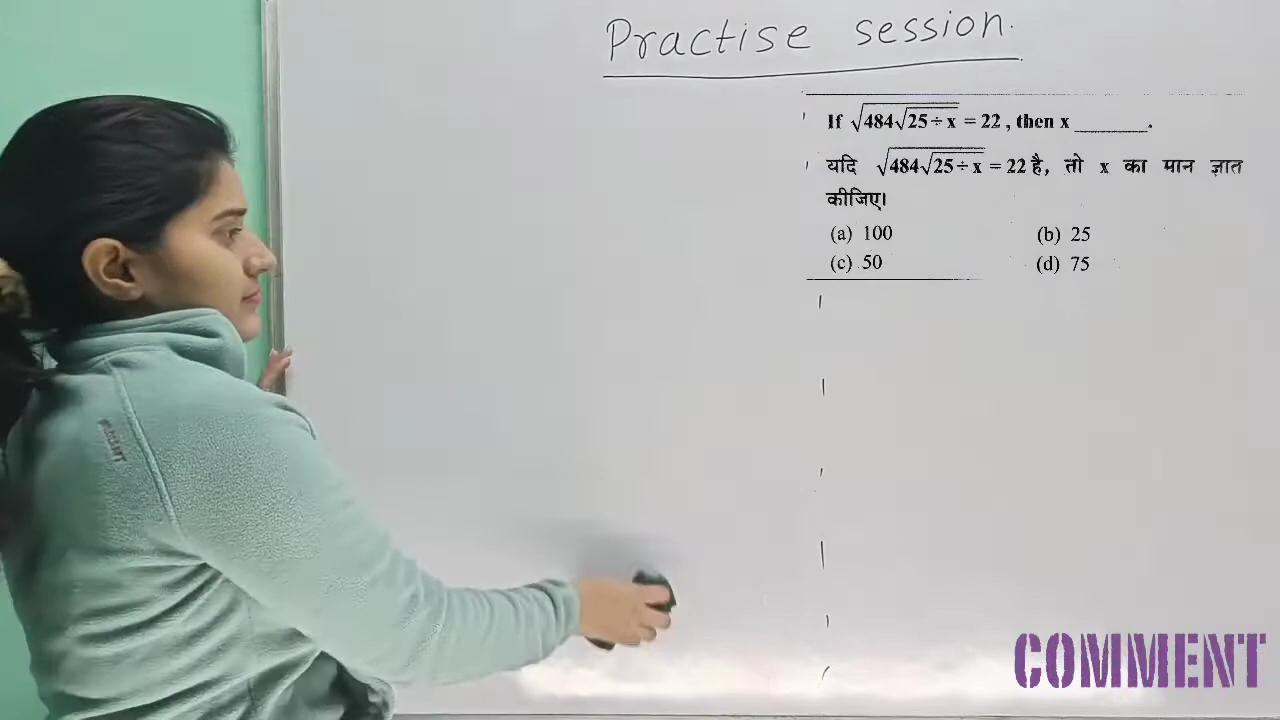 Practise session.
If √484√25 ÷ x = 22 , then x ________.
यदि √484√25 ÷ x = 22 है, तो x का मान ज्ञात
कीजिए।
(a) 100 (b) 25
(c) 50 (d) 75
COMMENT